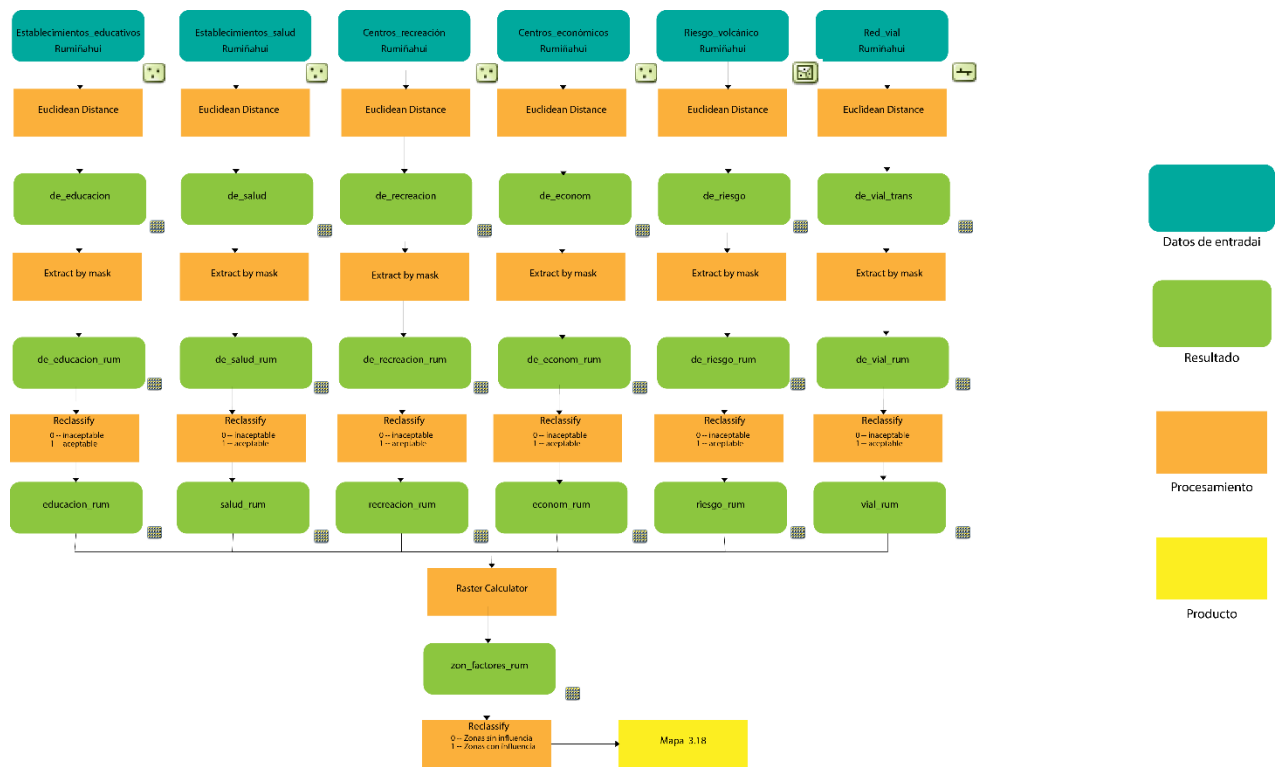 Establecimientos_educativos
Rumiñahui
Establecimientos_salud
Rumiñahui
Centros_recreación
Rumiñahui
Centros_económicos
Rumiñahui
Riesgo_volcánico
Rumiñahui
Red_vial
Rumiñahui
Euclidean Distance
Euclidean Distance
Euclidean Distance
Euclidean Distance
Euclidean Distance
Euclidean Distance
de_educacion
de_salud
de_recreacion
de_econom
de_riesgo
de_vial_trans
Extract by mask
Extract by mask
Extract by mask
Extract by mask
Extract by mask
Extract by mask
de_educacion_rum
de_salud_rum
de_recreacion_rum
de_econom_rum
de_riesgo_rum
de_vial_rum
Reclassify
0 -- inaceptable
1 -- aceptable
Reclassify
0 -- inaceptable
1 -- aceptable
Reclassify
0 -- inaceptable
1 -- aceptable
Reclassify
0 -- inaceptable
1 -- aceptable
Reclassify
0 -- inaceptable
1 -- aceptable
Reclassify
0 -- inaceptable
1 -- aceptable
educacion_rum
salud_rum
recreacion_rum
econom_rum
riesgo_rum
vial_rum
Raster Calculator
zon_factores_rum
Reclassify
0 -- Zonas sin influencia
1 -- Zonas con influencia
Mapa 3.18
Datos de entradai
Resultado
Procesamiento
Producto